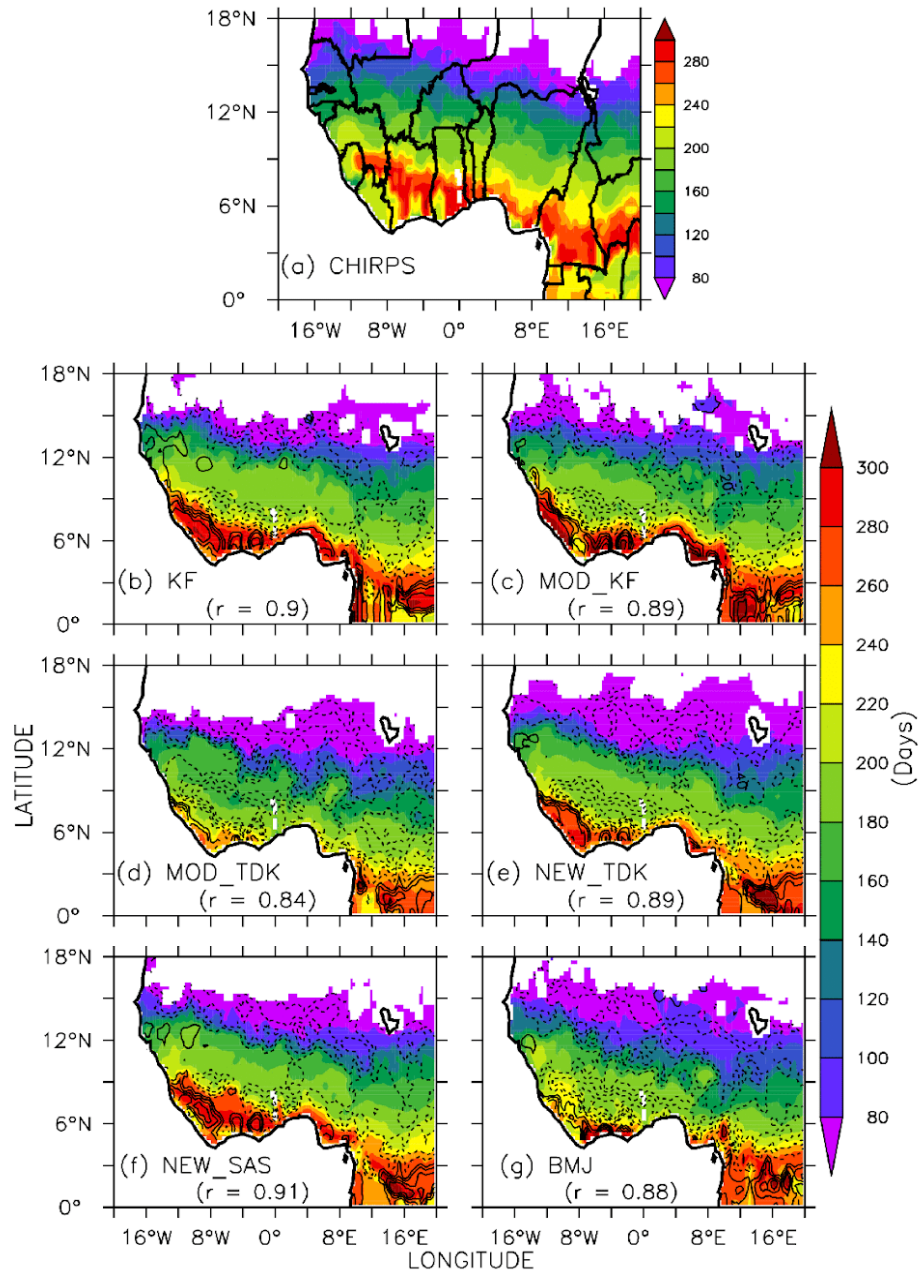 18°N
12°N
6°N
0°
(a) CHIRPS
16°W 8°W 0° 8°E 16°E
280
240
200
160
120
80
18°N
12°N
6°N
0°
(b) KF
(r = 0.9)
(c) MOD_KF
(r = 0.89)
20
18°N
12°N
6°N
0°
(d) MOD_TDK
(r = 0.84)
(e) NEW_TDK
(r = 0.89)
40
18°N
12°N
6°N
0°
(f) NEW_SAS
(r = 0.91)
(g) BMJ
(r = 0.88)
16°W 8°W 0° 8°E 16°E
16°W 8°W 0° 8°E 16°E
LATITUDE
LONGITUDE
300
280
260
240
220
200
180
160
140
120
100
80
(Days)